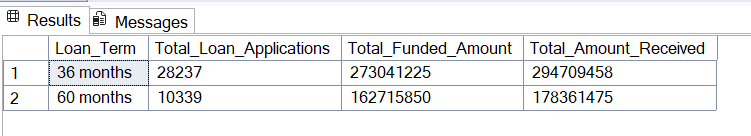 Results Messages
Loan_Term Total_Loan_Applications Total_Funded_Amount Total_Amount_Received
1 36 months 28237 273041225 294709458
2 60 months 10339 162715850 178361475